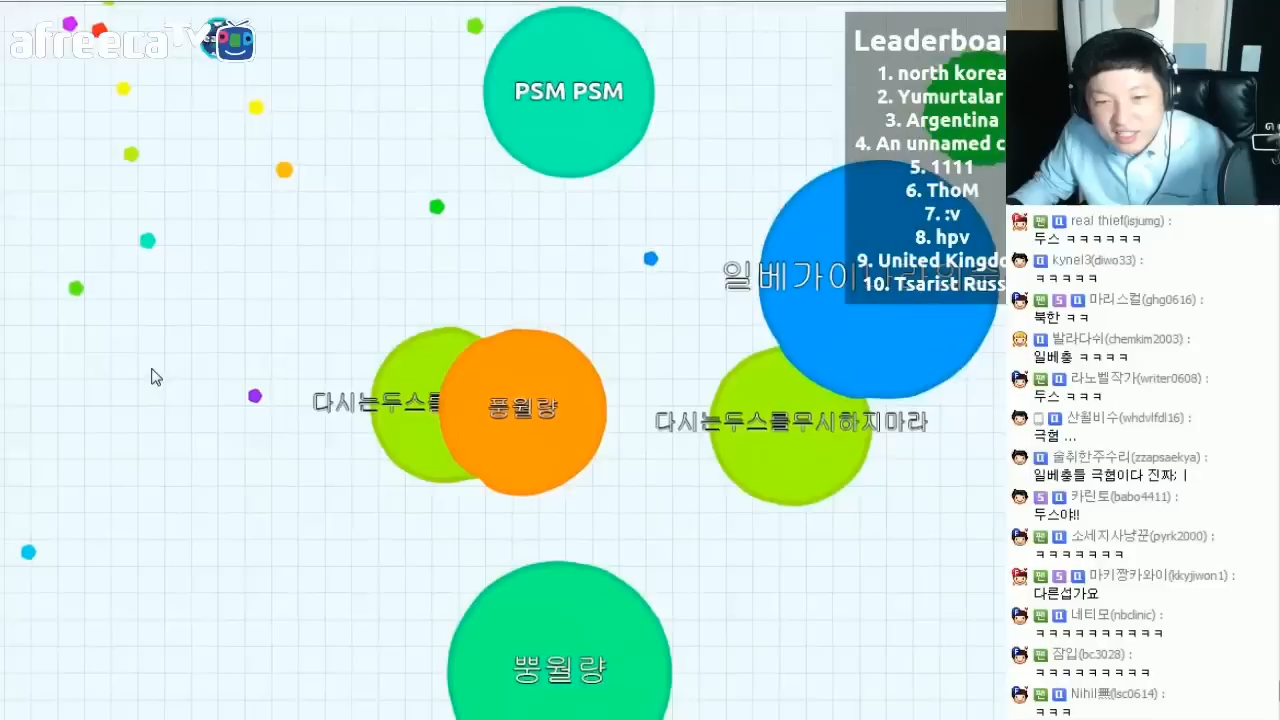 afreecaTV
PSM PSM
Leaderboar
1. north korea
2. Yumurtalar
3. Argentina
4. An unnamed c
5. 1111
6. ThoM
7. :v
8. hpv
9. United Kingdo
10. Tsarist Russ
일베가이
다시는두스를
풍월량
다시는두스를무시하지마라
뿡월량
real thief(isjumg) :
두스 ㅋㅋㅋㅋㅋㅋ
kynel3(diwo33) :
ㅋㅋㅋㅋㅋ
마리스컬(ghg0616) :
북한 ㅋㅋ
발라다쉬(chemkim2003) :
일베충 ㅋㅋㅋㅋ
라노벨작가(writer0608) :
두스 ㅋㅋㅋ
산월비수(whdvlfdl16) :
극혐 ...
술취한주수리(zzapsaekya) :
일베충들 극혐이다 진짜; |
카린토(babo4411) :
두스야!!
소세지사냥꾼(pyrk2000) :
ㅋㅋㅋㅋㅋㅋㅋ
마키짱카와이(kkyjiwon1) :
다른섭가요
네티모(nbclinic) :
ㅋㅋㅋㅋㅋㅋㅋㅋㅋㅋ
잠입(bc3028) :
ㅋㅋㅋㅋㅋㅋㅋㅋㅋ
Nihil無(lsc0614) :
ㅋㅋㅋ